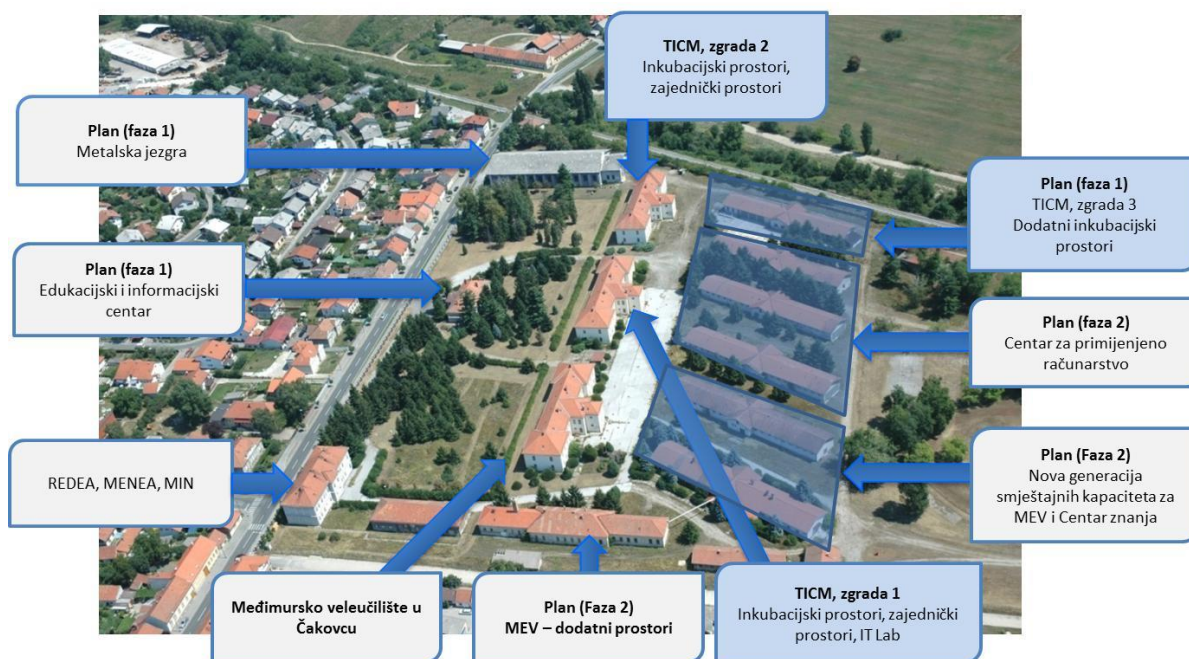 TICM, zgrada 2
Inkubacijski prostori,
zajednički prostori
Plan (faza 1)
Metalska jezgra
Plan (faza 1)
TICM, zgrada 3
Dodatni inkubacijski
prostori
Plan (faza 1)
Edukacijski i informacijski
centar
Plan (faza 2)
Centar za primijenjeno
računarstvo
REDEA, MENEA, MIN
Plan (Faza 2)
Nova generacija
smještajnih kapaciteta za
MEV i Centar znanja
Međimursko veleučilište u
Čakovcu
Plan (Faza 2)
MEV – dodatni prostori
TICM, zgrada 1
Inkubacijski prostori, zajednički
prostori, IT Lab